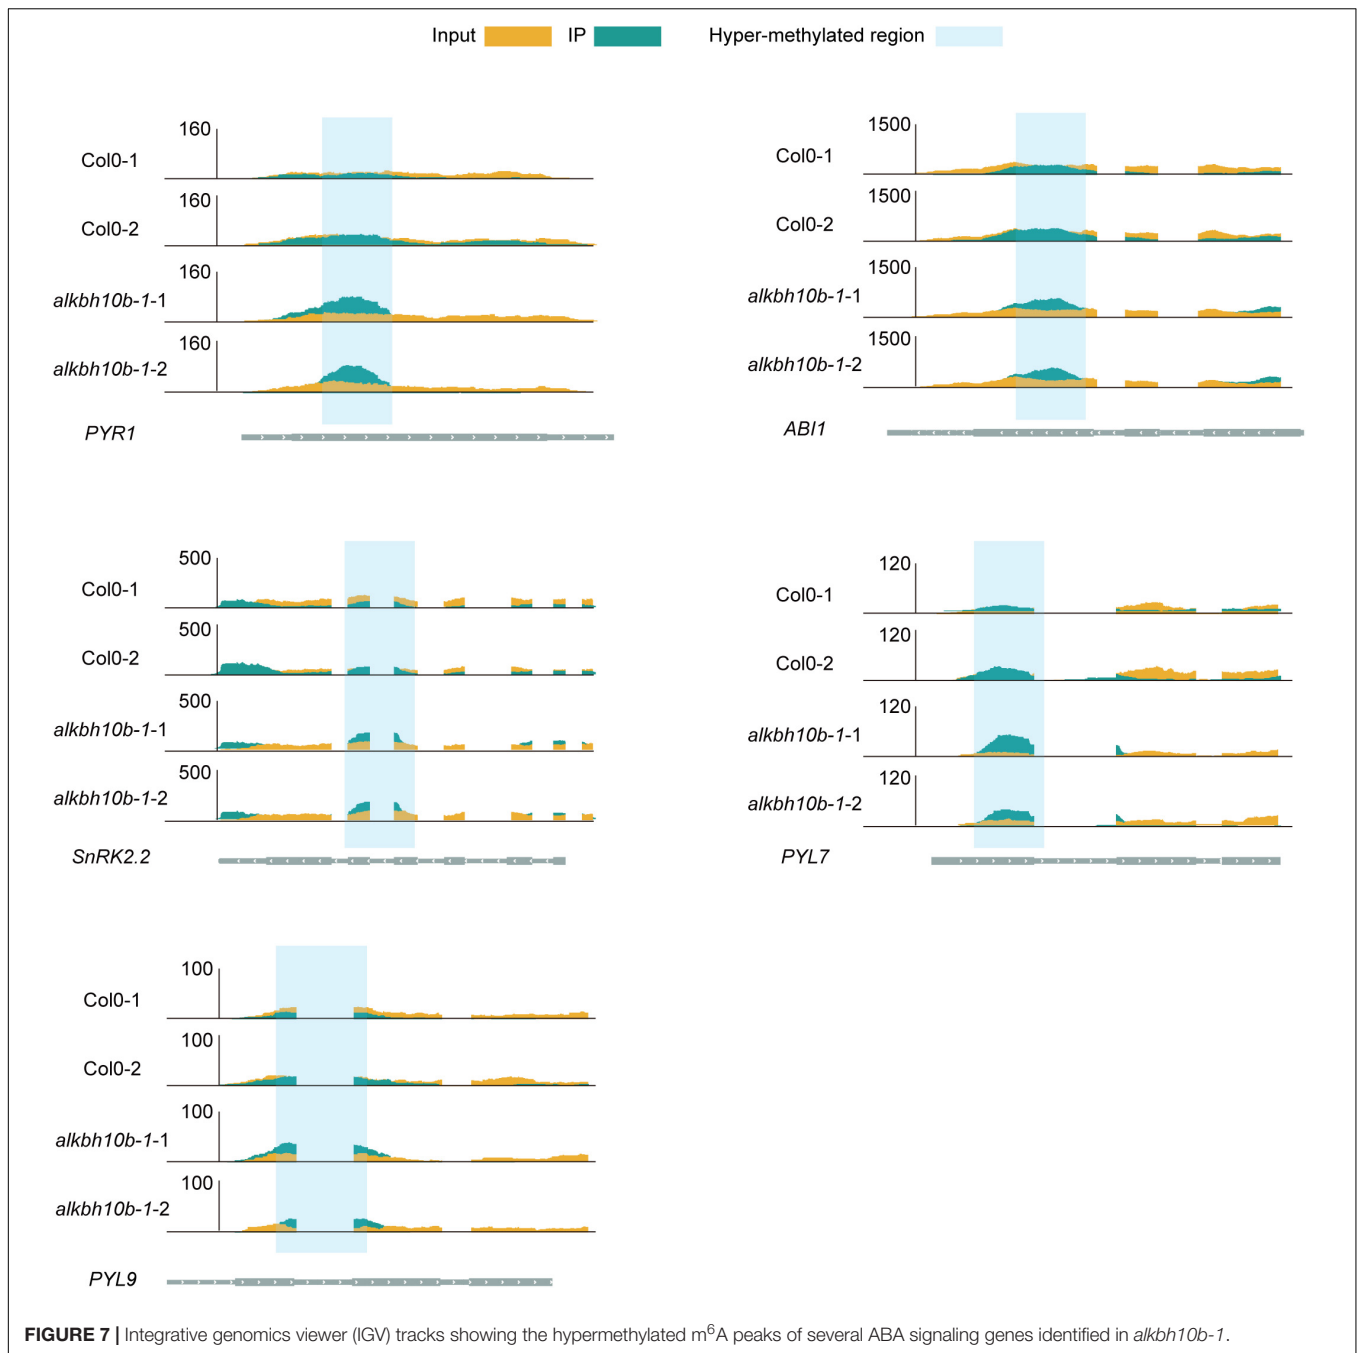 Input IP Hyper-methylated region
160
Col0-1
160
Col0-2
160
alkbh10b-1-1
160
alkbh10b-1-2
PYR1
1500
Col0-1
1500
Col0-2
1500
alkbh10b-1-1
1500
alkbh10b-1-2
ABI1
500
Col0-1
500
Col0-2
500
alkbh10b-1-1
500
alkbh10b-1-2
SnRK2.2
120
Col0-1
120
Col0-2
120
alkbh10b-1-1
120
alkbh10b-1-2
PYL7
100
Col0-1
100
Col0-2
100
alkbh10b-1-1
100
alkbh10b-1-2
PYL9
FIGURE 7 | Integrative genomics viewer (IGV) tracks showing the hypermethylated m⁶A peaks of several ABA signaling genes identified in alkbh10b-1.